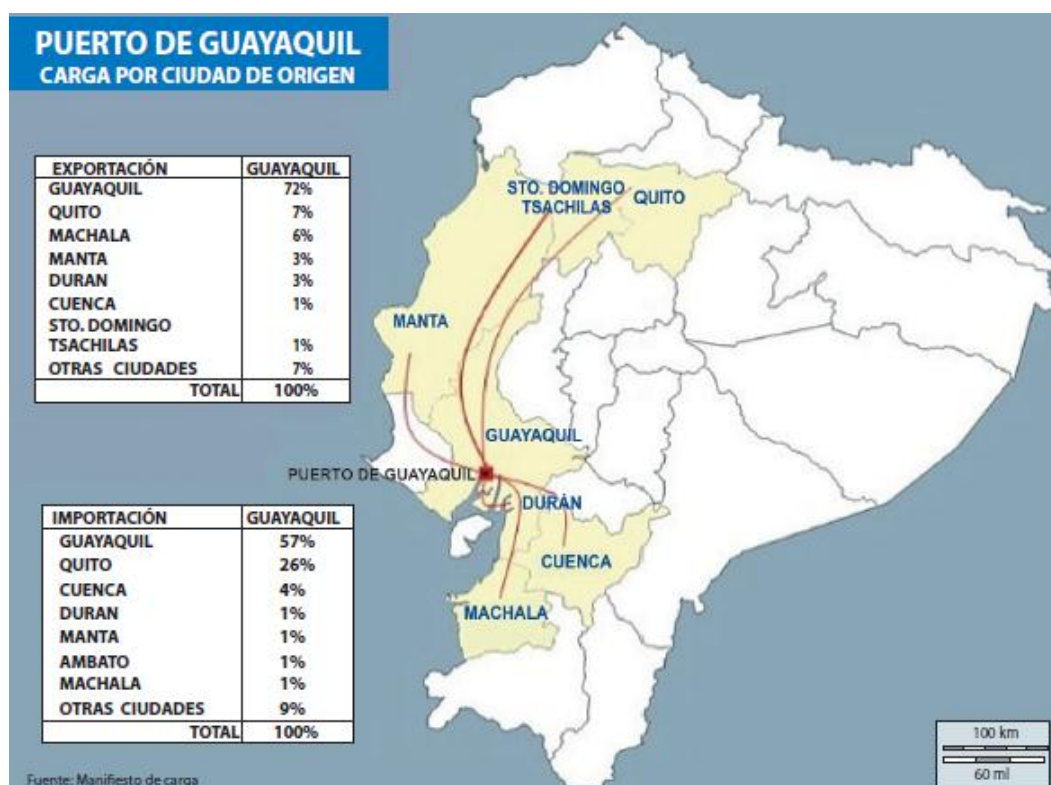 PUERTO DE GUAYAQUIL
CARGA POR CIUDAD DE ORIGEN
EXPORTACIÓN GUAYAQUIL
GUAYAQUIL 72%
QUITO 7%
MACHALA 6%
MANTA 3%
DURAN 3%
CUENCA 1%
STO. DOMINGO
TSACHILAS 1%
OTRAS CIUDADES 7%
TOTAL 100%
IMPORTACIÓN GUAYAQUIL
GUAYAQUIL 57%
QUITO 26%
CUENCA 4%
DURAN 1%
MANTA 1%
AMBATO 1%
MACHALA 1%
OTRAS CIUDADES 9%
TOTAL 100%
Fuente: Manifiesto de carga
STO. DOMINGO
TSACHILAS
QUITO
MANTA
GUAYAQUIL
PUERTO DE GUAYAQUIL
DURÁN
CUENCA
MACHALA
100 km
60 ml